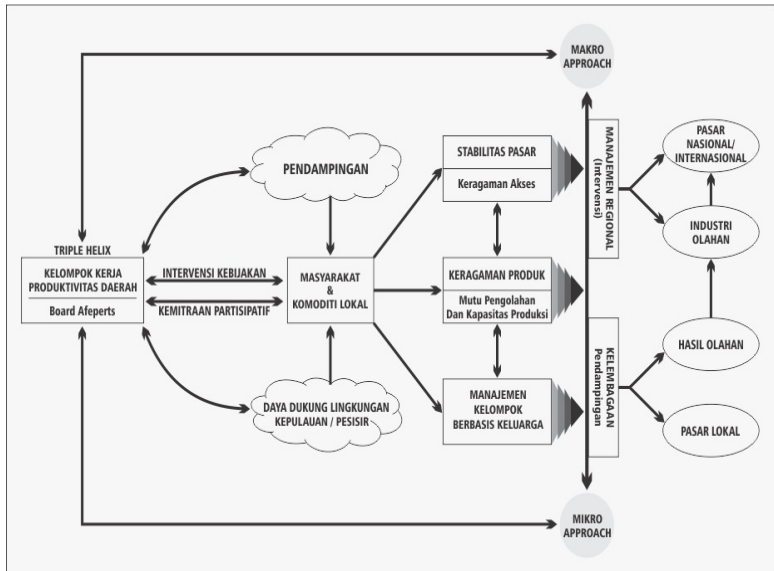 MAKRO
APPROACH
TRIPLE HELIX
KELOMPOK KERJA
PRODUKTIVITAS DAERAH
Board Afeperts
PENDAMPINGAN
INTERVENSI KEBIJAKAN
KEMITRAAN PARTISIPATIF
MASYARAKAT
&
KOMODITI LOKAL
DAYA DUKUNG LINGKUNGAN
KEPULAUAN / PESISIR
STABILITAS PASAR
Keragaman Akses
KERAGAMAN PRODUK
Mutu Pengolahan
Dan Kapasitas Produksi
MANAJEMEN
KELOMPOK
BERBASIS KELUARGA
MANAJEMEN REGIONAL
(Intervensi)
KELEMBAGAAN
Pendampingan
PASAR
NASIONAL/
INTERNASIONAL
INDUSTRI
OLAHAN
HASIL OLAHAN
PASAR LOKAL
MIKRO
APPROACH